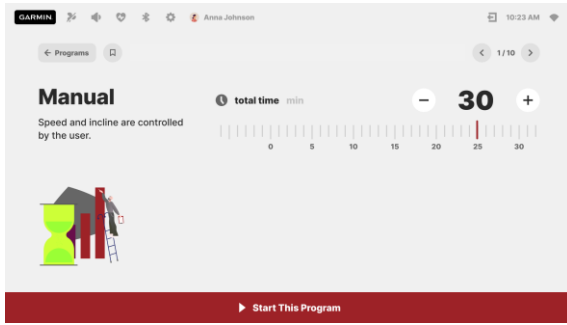 GARMIN Anna Johnson 10:23 AM
Programs 1/10
Manual
Speed and incline are controlled
by the user.
total time min
− 30 +
0 5 10 15 20 25 30
Start This Program